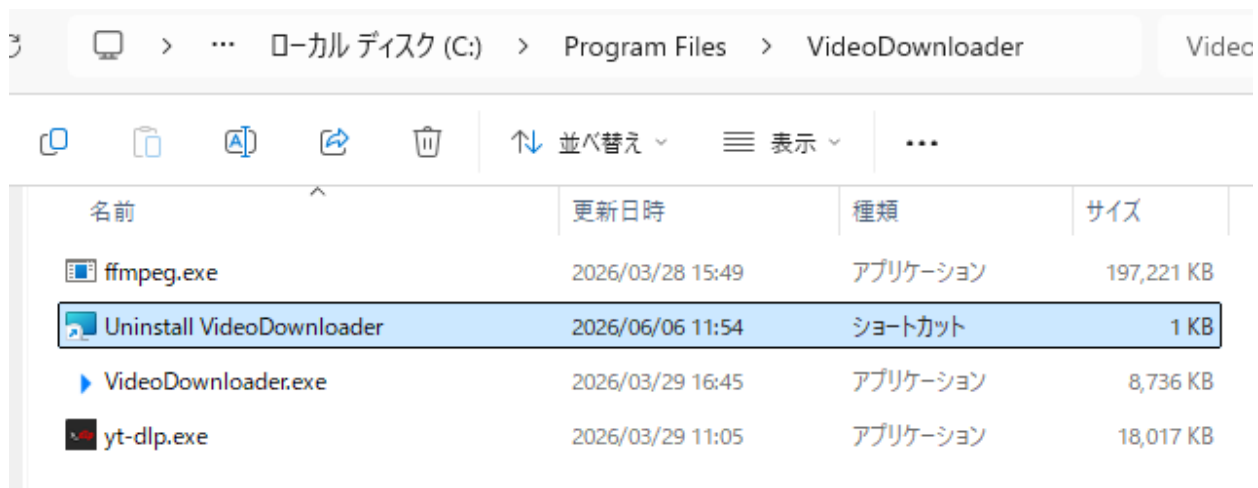 ローカル ディスク (C:) > Program Files > VideoDownloader Video
並べ替え 表示
名前 更新日時 種類 サイズ
ffmpeg.exe 2026/03/28 15:49 アプリケーション 197,221 KB
Uninstall VideoDownloader 2026/06/06 11:54 ショートカット 1 KB
VideoDownloader.exe 2026/03/29 16:45 アプリケーション 8,736 KB
yt-dlp.exe 2026/03/29 11:05 アプリケーション 18,017 KB